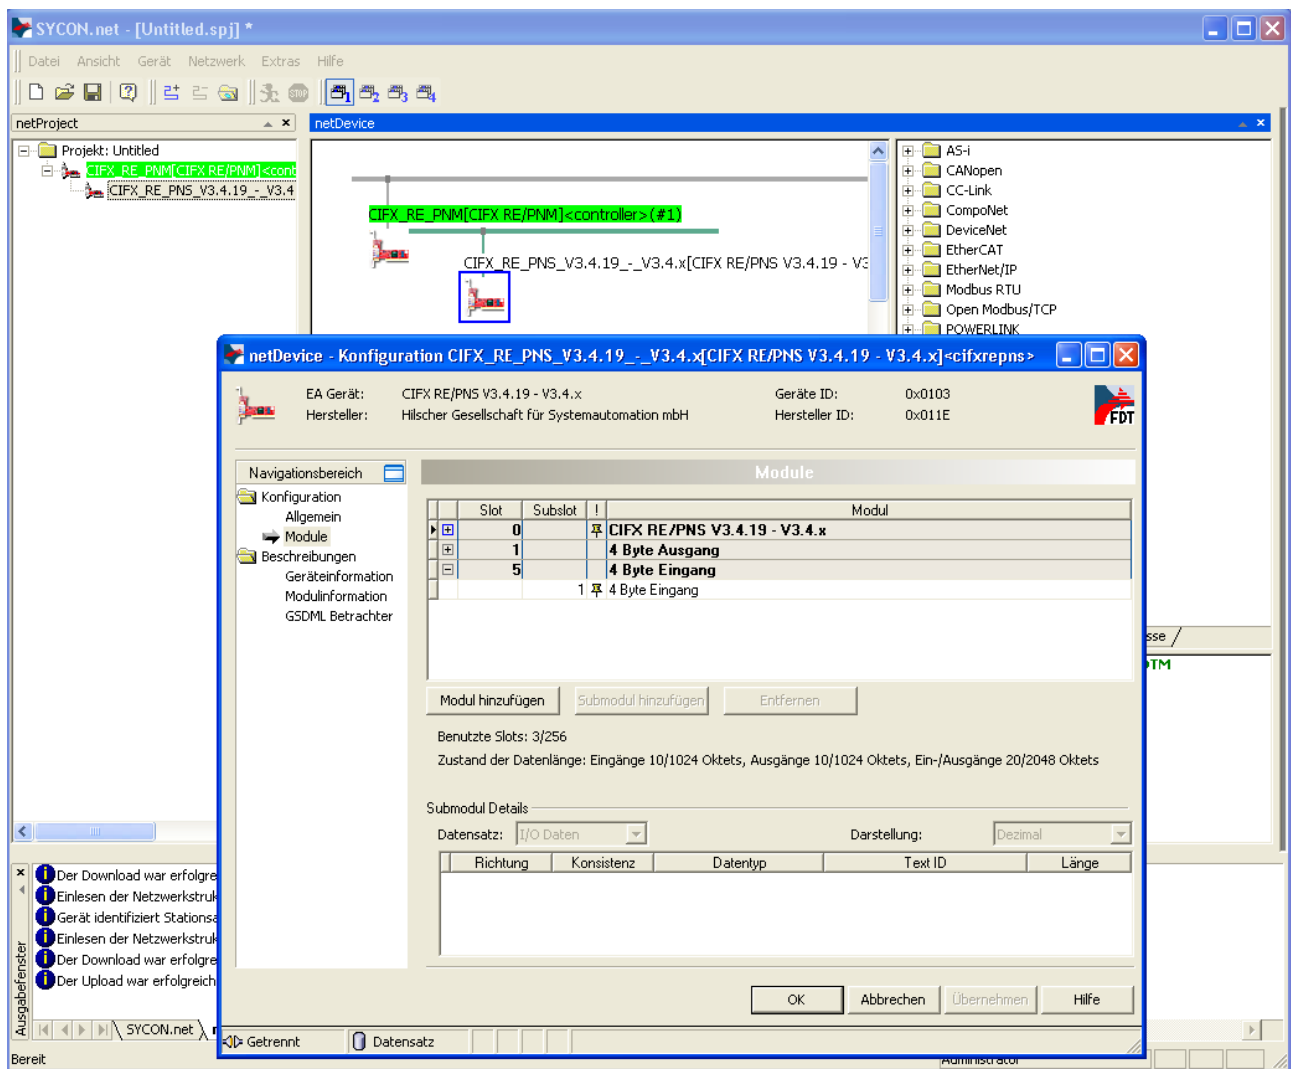 SYCON.net - [Untitled.spj] *
Datei Ansicht Gerät Netzwerk Extras Hilfe
netProject
netDevice
Projekt: Untitled
CIFX_RE_PNM[CIFX RE/PNM]<cont
CIFX_RE_PNS_V3.4.19_-_V3.4
CIFX_RE_PNM[CIFX RE/PNM]<controller>(#1)
CIFX_RE_PNS_V3.4.19_-_V3.4.x[CIFX RE/PNS V3.4.19 - V3
AS-i
CANopen
CC-Link
CompoNet
DeviceNet
EtherCAT
EtherNet/IP
Modbus RTU
Open Modbus/TCP
POWERLINK
netDevice - Konfiguration CIFX_RE_PNS_V3.4.19_-_V3.4.x[CIFX RE/PNS V3.4.19 - V3.4.x]<cifxrepns>
EA Gerät: CIFX RE/PNS V3.4.19 - V3.4.x Geräte ID: 0x0103
Hersteller: Hilscher Gesellschaft für Systemautomation mbH Hersteller ID: 0x011E
FDT
Navigationsbereich
Konfiguration
Allgemein
Module
Beschreibungen
Geräteinformation
Modulinformation
GSDML Betrachter
Module
Slot Subslot ! Modul
0 CIFX RE/PNS V3.4.19 - V3.4.x
1 4 Byte Ausgang
5 4 Byte Eingang
1 4 Byte Eingang
Modul hinzufügen Submodul hinzufügen Entfernen
Benutzte Slots: 3/256
Zustand der Datenlänge: Eingänge 10/1024 Oktets, Ausgänge 10/1024 Oktets, Ein-/Ausgänge 20/2048 Oktets
Submodul Details
Datensatz: I/O Daten Darstellung: Dezimal
Richtung Konsistenz Datentyp Text ID Länge
OK Abbrechen Übernehmen Hilfe
Getrennt Datensatz
sse
DTM
Ausgabefenster
Der Download war erfolgre
Einlesen der Netzwerkstruk
Gerät identifiziert Stationsa
Einlesen der Netzwerkstruk
Der Download war erfolgre
Der Upload war erfolgreich
SYCON.net
Bereit
Administrator